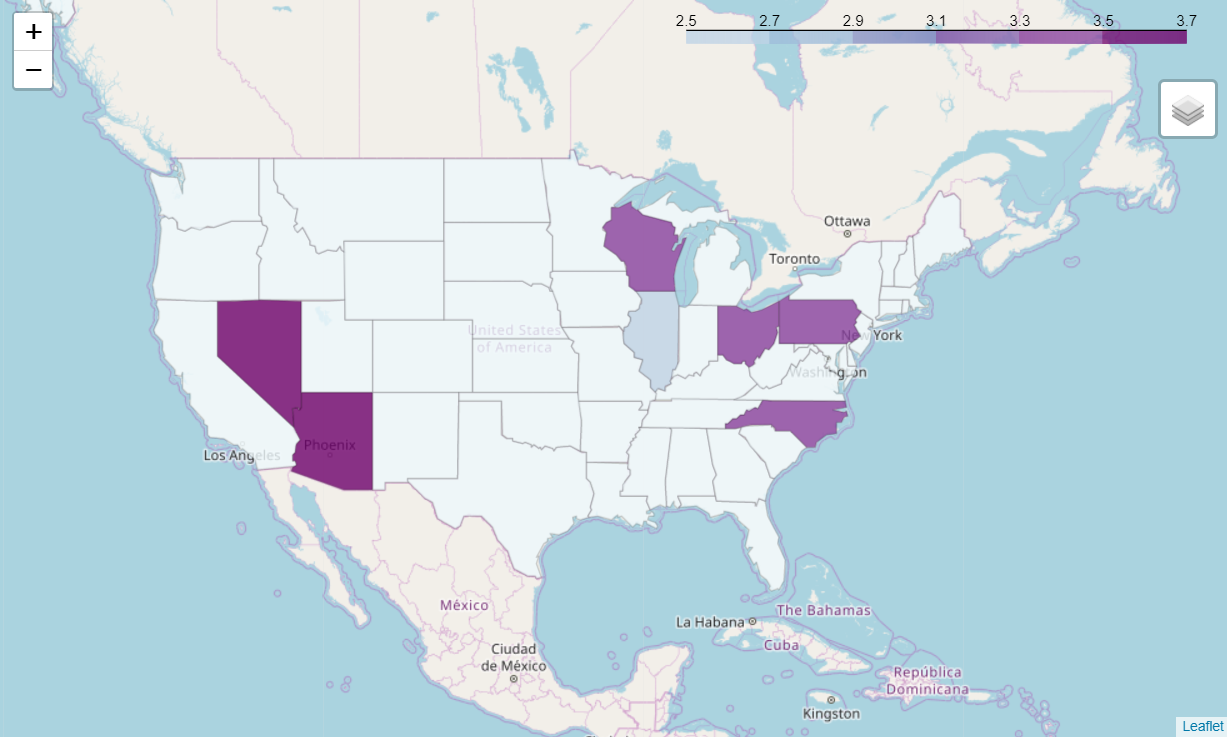 +
−
2.5 2.7 2.9 3.1 3.3 3.5 3.7
Ottawa
Toronto
United States
of America
New York
Washington
Phoenix
Los Angeles
México
The Bahamas
La Habana
Cuba
Ciudad
de México
República
Dominicana
Kingston
Leaflet